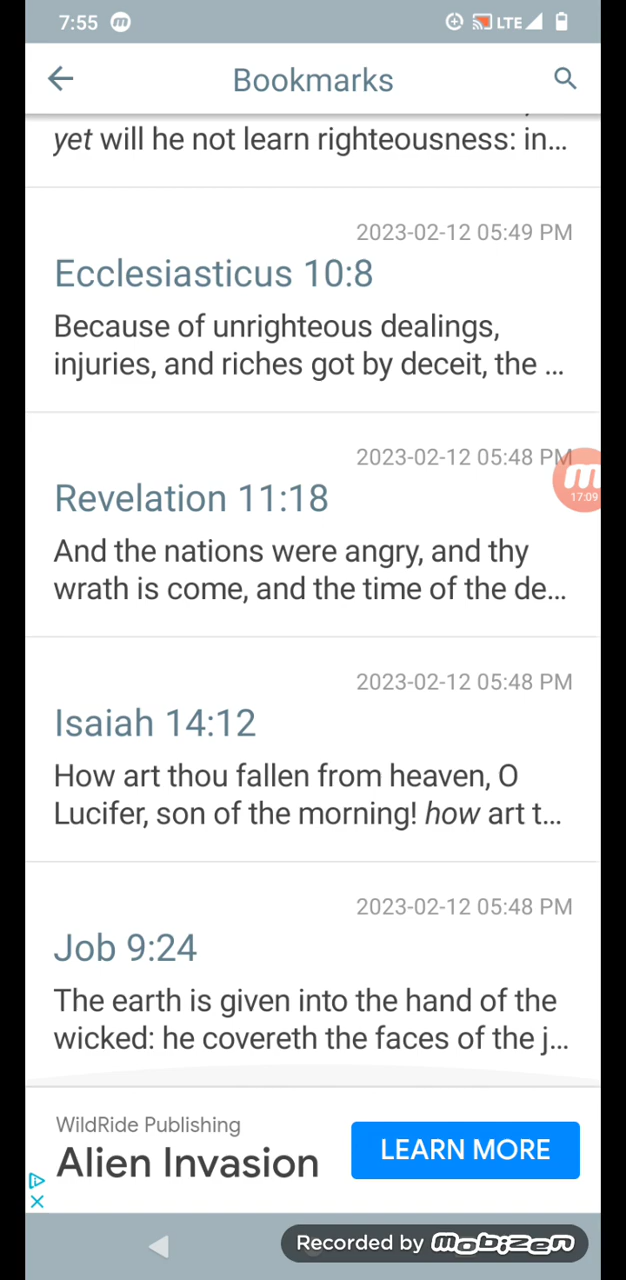 7:55 m LTE
Bookmarks
yet will he not learn righteousness: in...
2023-02-12 05:49 PM
Ecclesiasticus 10:8
Because of unrighteous dealings,
injuries, and riches got by deceit, the ...
2023-02-12 05:48 PM
m
17:09
Revelation 11:18
And the nations were angry, and thy
wrath is come, and the time of the de...
2023-02-12 05:48 PM
Isaiah 14:12
How art thou fallen from heaven, O
Lucifer, son of the morning! how art t...
2023-02-12 05:48 PM
Job 9:24
The earth is given into the hand of the
wicked: he covereth the faces of the j...
WildRide Publishing
Alien Invasion
LEARN MORE
Recorded by mobizen